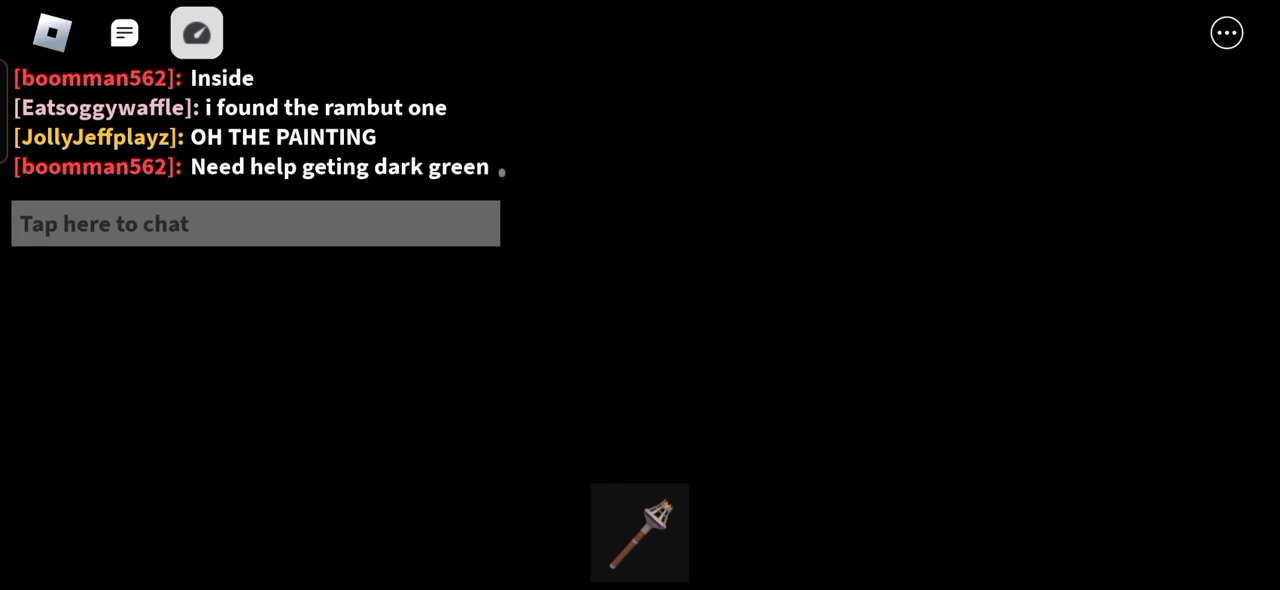 [boomman562]: Inside
[Eatsoggywaffle]: i found the rambut one
[JollyJeffplayz]: OH THE PAINTING
[boomman562]: Need help geting dark green
Tap here to chat